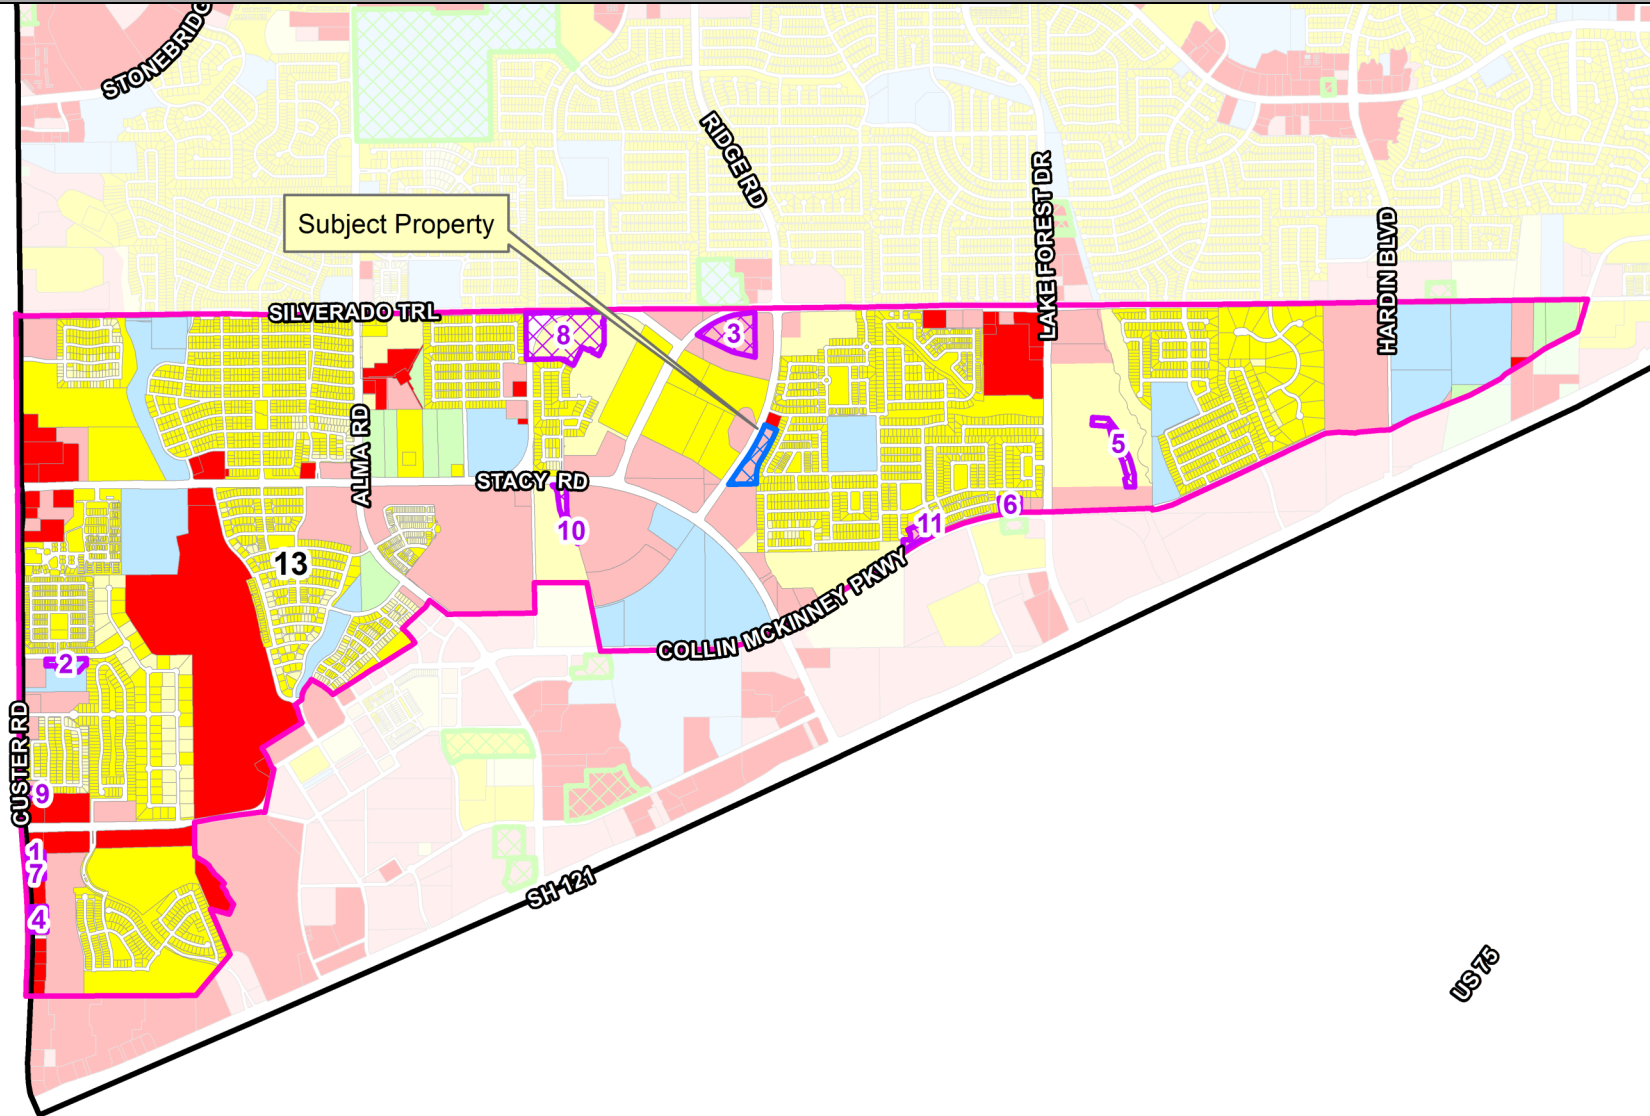 STONEBRIDG
RIDGE RD
LAKE FOREST DR
HARDIN BLVD
Subject Property
SILVERADO TRL
8
3
ALMA RD
5
STACY RD
6
10
11
13
COLLIN MCKINNEY PKWY
2
CUSTER RD
9
1
7
4
SH 121
US 75